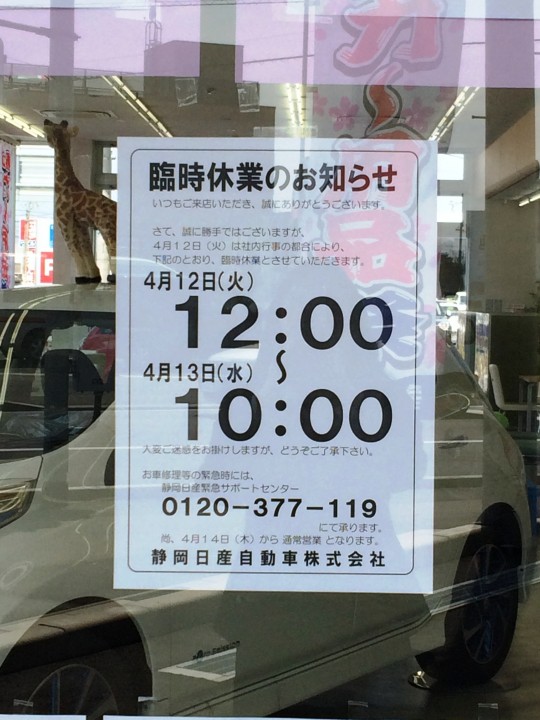 臨時休業のお知らせ
いつもご来店いただき、誠にありがとうございます。
さて、誠に勝手ではございますが、
4月12日（火）は社内行事の都合により、
下記のとおり、臨時休業とさせていただきます。
4月12日（火）
12：00
〜
4月13日（水）
10：00
大変ご迷惑をお掛けしますが、どうぞご了承下さい。
お車修理等の緊急時には、
静岡日産緊急サポートセンター
0120－377－119
にて承ります。
尚、4月14日（木）から 通常営業 となります。
静岡日産自動車株式会社